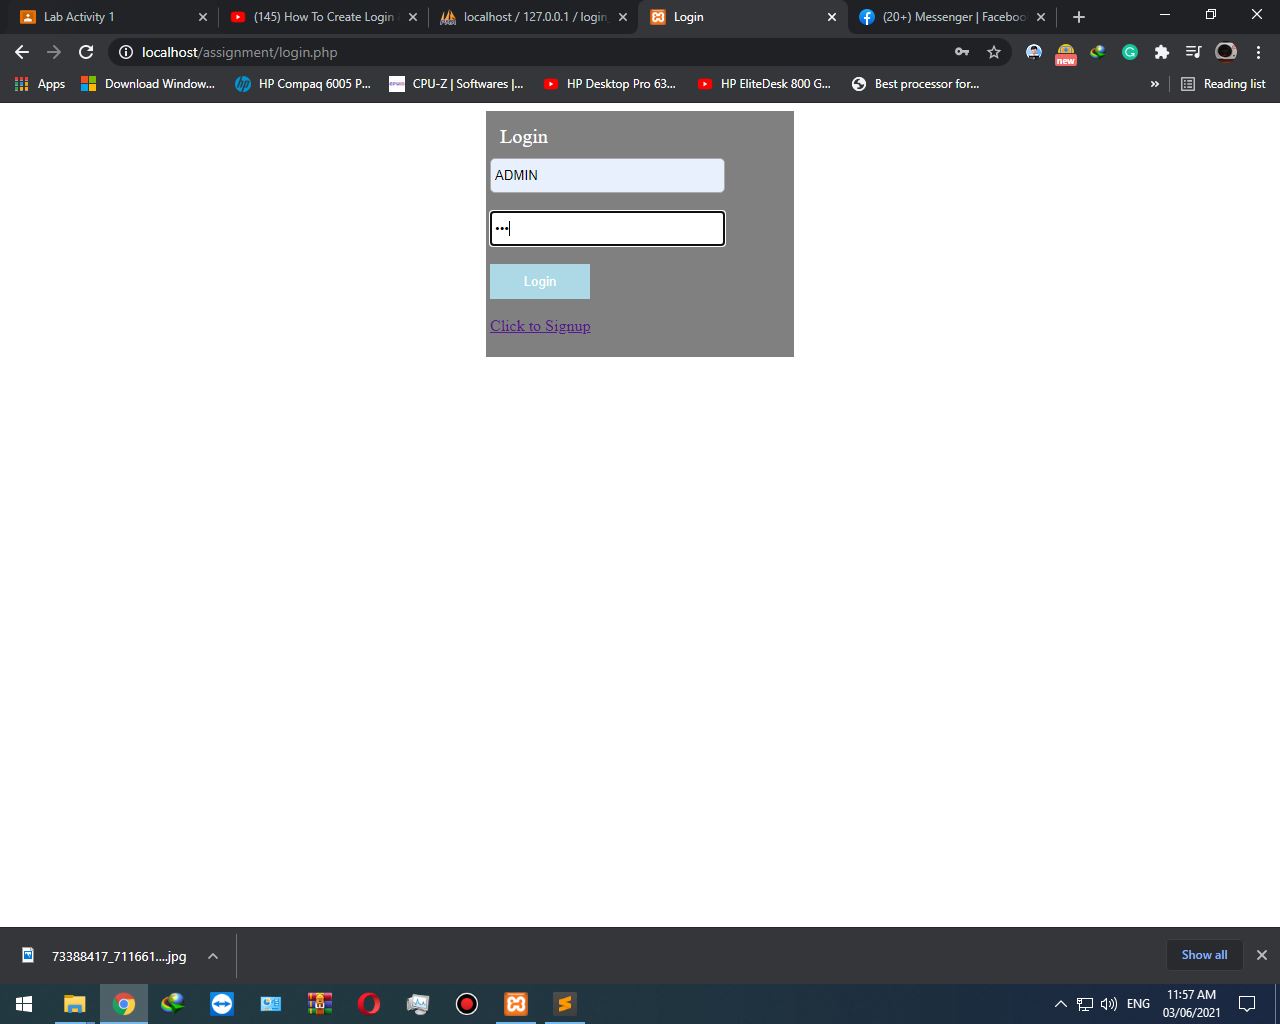 Lab Activity 1
(145) How To Create Login
localhost / 127.0.0.1 / login_
Login
(20+) Messenger | Faceboo
localhost/assignment/login.php
new
Apps
Download Window...
HP Compaq 6005 P...
CPU-Z | Softwares |...
HP Desktop Pro 63...
HP EliteDesk 800 G...
Best processor for...
»
Reading list
Login
ADMIN
•••
Login
Click to Signup
73388417_711661....jpg
Show all
ENG
11:57 AM
03/06/2021